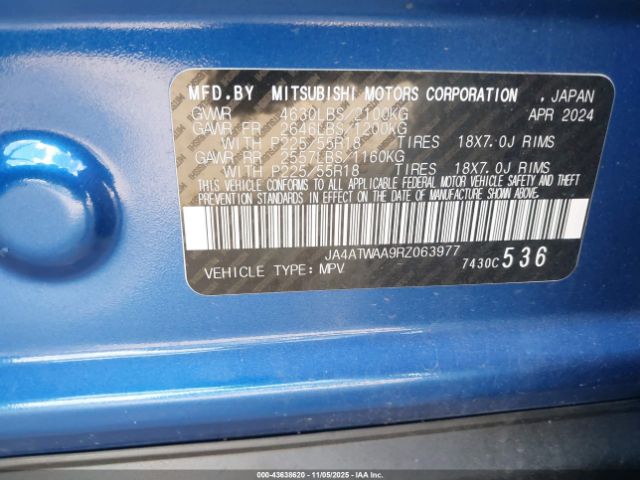 MFD.BY MITSUBISHI MOTORS CORPORATION , JAPAN
GVWR 4630LBS/2100KG APR 2024
GAWR FR 2646LBS/1200KG
WITH P225/55R18 TIRES 18X7.0J RIMS
GAWR RR 2557LBS/1160KG
WITH P225/55R18 TIRES 18X7.0J RIMS
THIS VEHICLE CONFORMS TO ALL APPLICABLE FEDERAL MOTOR VEHICLE SAFETY AND THEFT
PREVENTION STANDARDS IN EFFECT ON THE DATE OF MANUFACTURE SHOWN ABOVE.
JA4ATWAA9RZ063977
VEHICLE TYPE: MPV 7430C 536
000-43638620 11/05/2025 IAAI.COM